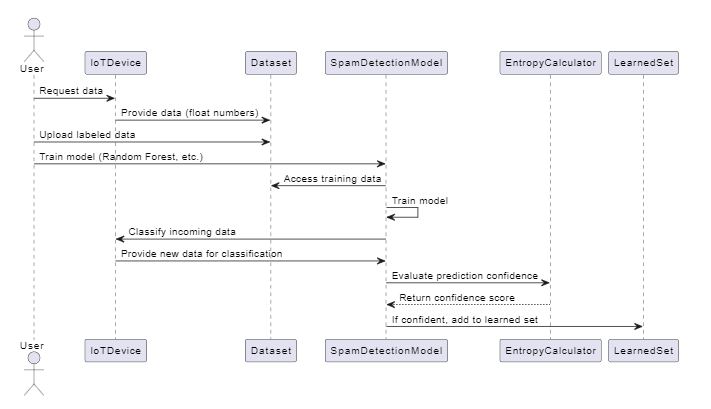 User
IoTDevice
Dataset
SpamDetectionModel
EntropyCalculator
LearnedSet
Request data
Provide data (float numbers)
Upload labeled data
Train model (Random Forest, etc.)
Access training data
Train model
Classify incoming data
Provide new data for classification
Evaluate prediction confidence
Return confidence score
If confident, add to learned set
User
IoTDevice
Dataset
SpamDetectionModel
EntropyCalculator
LearnedSet